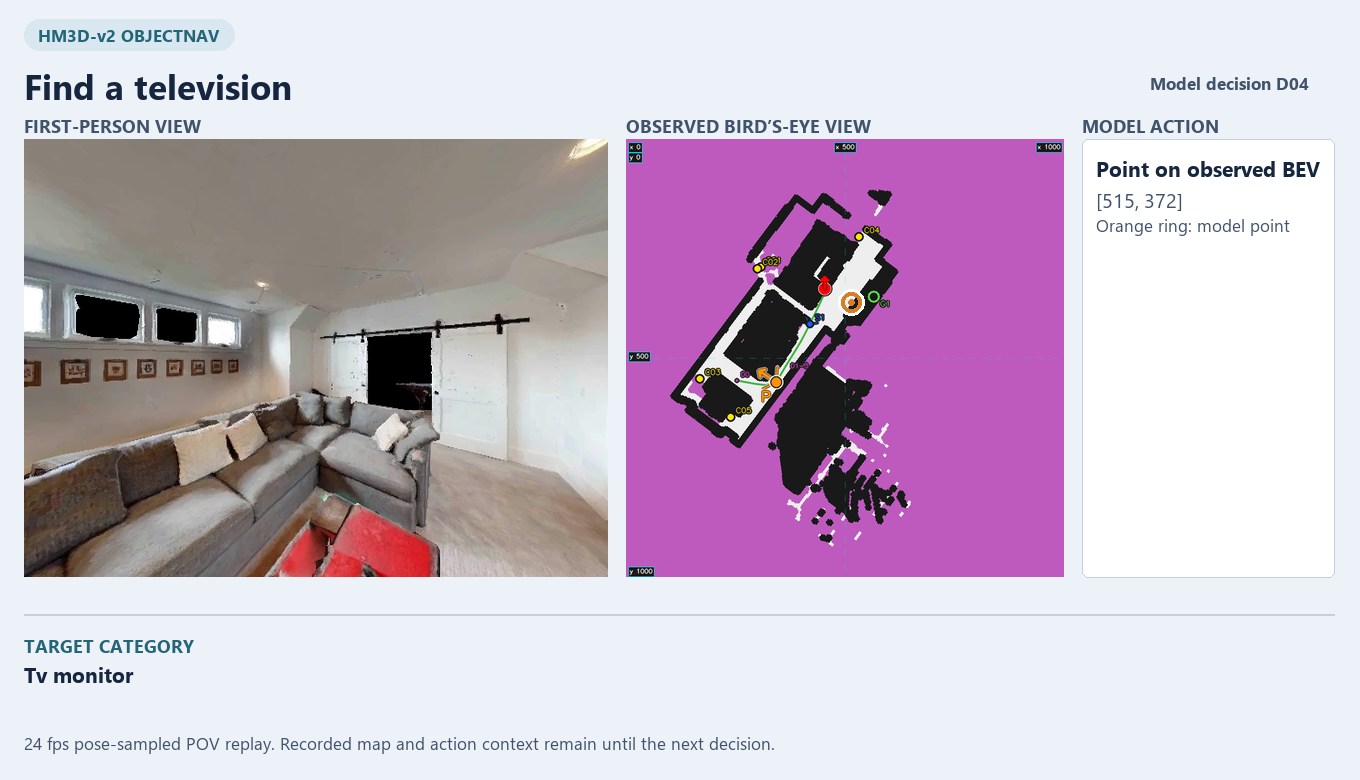 HM3D-v2 OBJECTNAV
Find a television
Model decision D04
FIRST-PERSON VIEW
OBSERVED BIRD'S-EYE VIEW
MODEL ACTION
x 0
y 0
x 500
x 1000
C04
C02
G1
S1
y 500
C03
C05
P
y 1000
Point on observed BEV
[515, 372]
Orange ring: model point
TARGET CATEGORY
Tv monitor
24 fps pose-sampled POV replay. Recorded map and action context remain until the next decision.